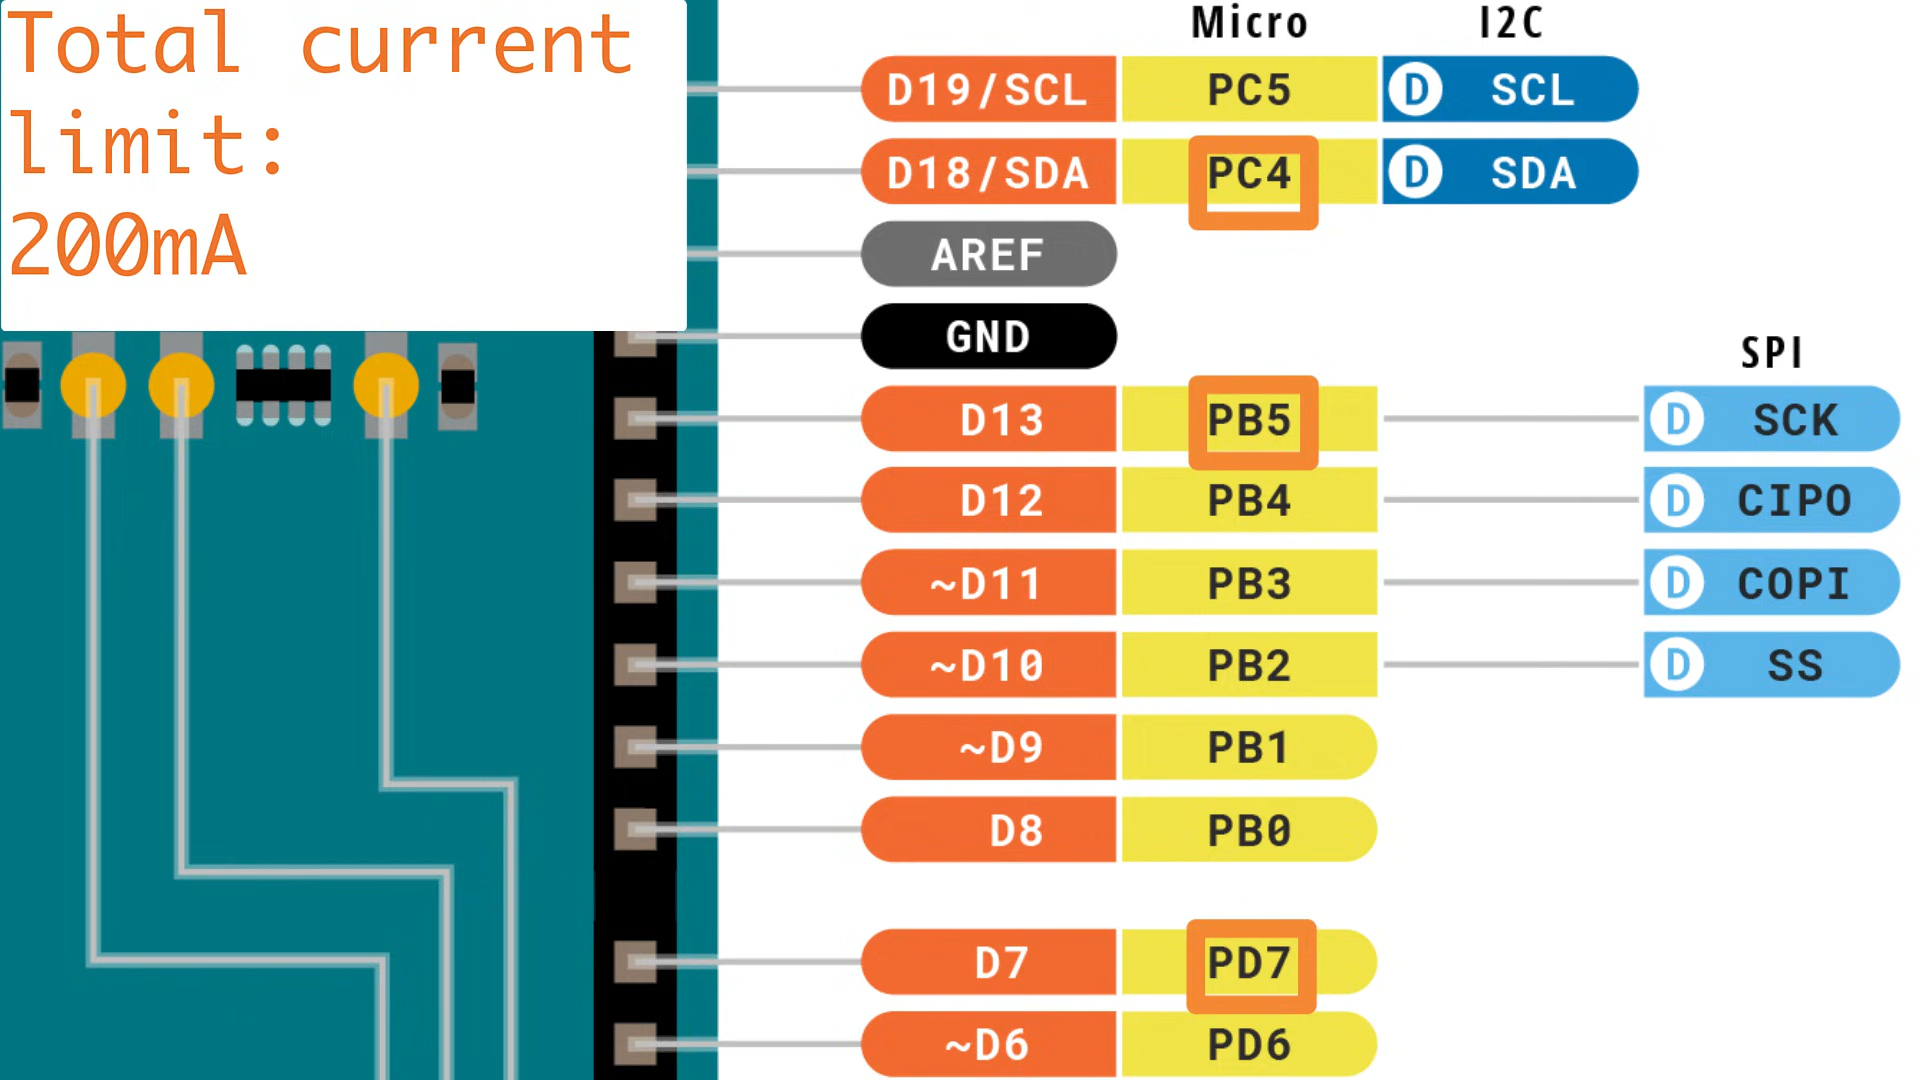 Total current
limit:
200mA
Micro I2C
D19/SCL PC5 D SCL
D18/SDA PC4 D SDA
AREF
GND
SPI
D13 PB5 D SCK
D12 PB4 D CIPO
~D11 PB3 D COPI
~D10 PB2 D SS
~D9 PB1
D8 PB0
D7 PD7
~D6 PD6